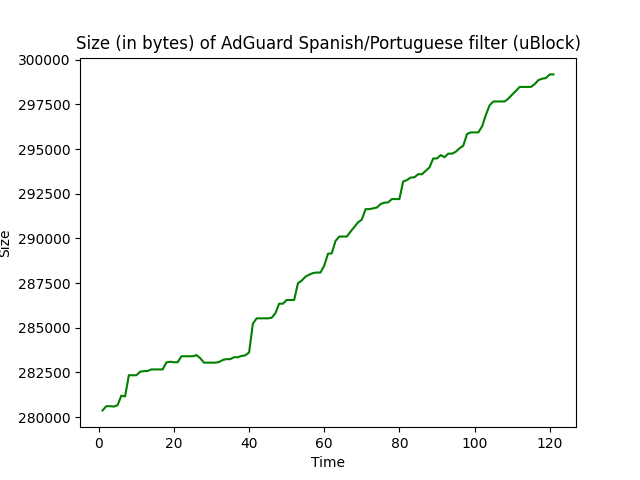 Size (in bytes) of AdGuard Spanish/Portuguese filter (uBlock)
300000
297500
295000
292500
290000
287500
285000
282500
280000
Size
0 20 40 60 80 100 120
Time